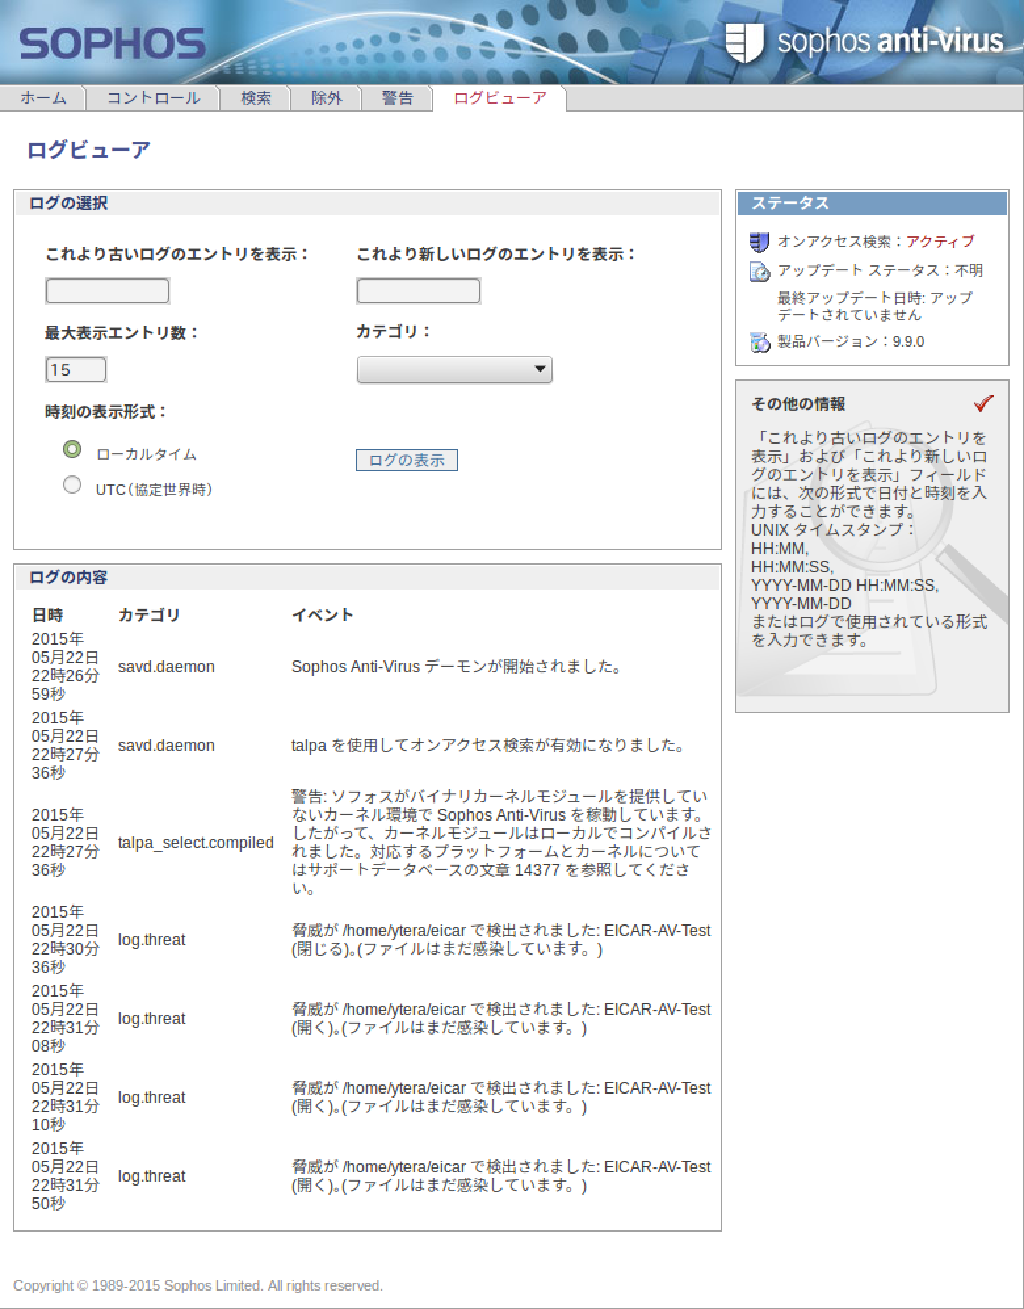 SOPHOS
sophos anti-virus
ホーム コントロール 検索 除外 警告 ログビューア
ログビューア
ログの選択
これより古いログのエントリを表示：
これより新しいログのエントリを表示：
最大表示エントリ数：
カテゴリ：
15
時刻の表示形式：
ローカルタイム
ログの表示
UTC（協定世界時）
ログの内容
日時 カテゴリ イベント
2015年
05月22日
22時26分
59秒
savd.daemon
Sophos Anti-Virus デーモンが開始されました。
2015年
05月22日
22時27分
36秒
savd.daemon
talpa を使用してオンアクセス検索が有効になりました。
2015年
05月22日
22時27分
36秒
talpa_select.compiled
警告: ソフォスがバイナリカーネルモジュールを提供してい
ないカーネル環境で Sophos Anti-Virus を稼動しています。
したがって、カーネルモジュールはローカルでコンパイルさ
れました。対応するプラットフォームとカーネルについて
はサポートデータベースの文章 14377 を参照してくださ
い。
2015年
05月22日
22時30分
36秒
log.threat
脅威が /home/ytera/eicar で検出されました: EICAR-AV-Test
(閉じる)。(ファイルはまだ感染しています。)
2015年
05月22日
22時31分
08秒
log.threat
脅威が /home/ytera/eicar で検出されました: EICAR-AV-Test
(開く)。(ファイルはまだ感染しています。)
2015年
05月22日
22時31分
10秒
log.threat
脅威が /home/ytera/eicar で検出されました: EICAR-AV-Test
(開く)。(ファイルはまだ感染しています。)
2015年
05月22日
22時31分
50秒
log.threat
脅威が /home/ytera/eicar で検出されました: EICAR-AV-Test
(開く)。(ファイルはまだ感染しています。)
ステータス
オンアクセス検索：アクティブ
アップデート ステータス：不明
最終アップデート日時: アップ
デートされていません
製品バージョン：9.9.0
その他の情報
「これより古いログのエントリを
表示」および「これより新しいロ
グのエントリを表示」フィールド
には、次の形式で日付と時刻を入
力することができます。
UNIX タイムスタンプ：
HH:MM,
HH:MM:SS,
YYYY-MM-DD HH:MM:SS,
YYYY-MM-DD
またはログで使用されている形式
を入力できます。
Copyright © 1989-2015 Sophos Limited. All rights reserved.